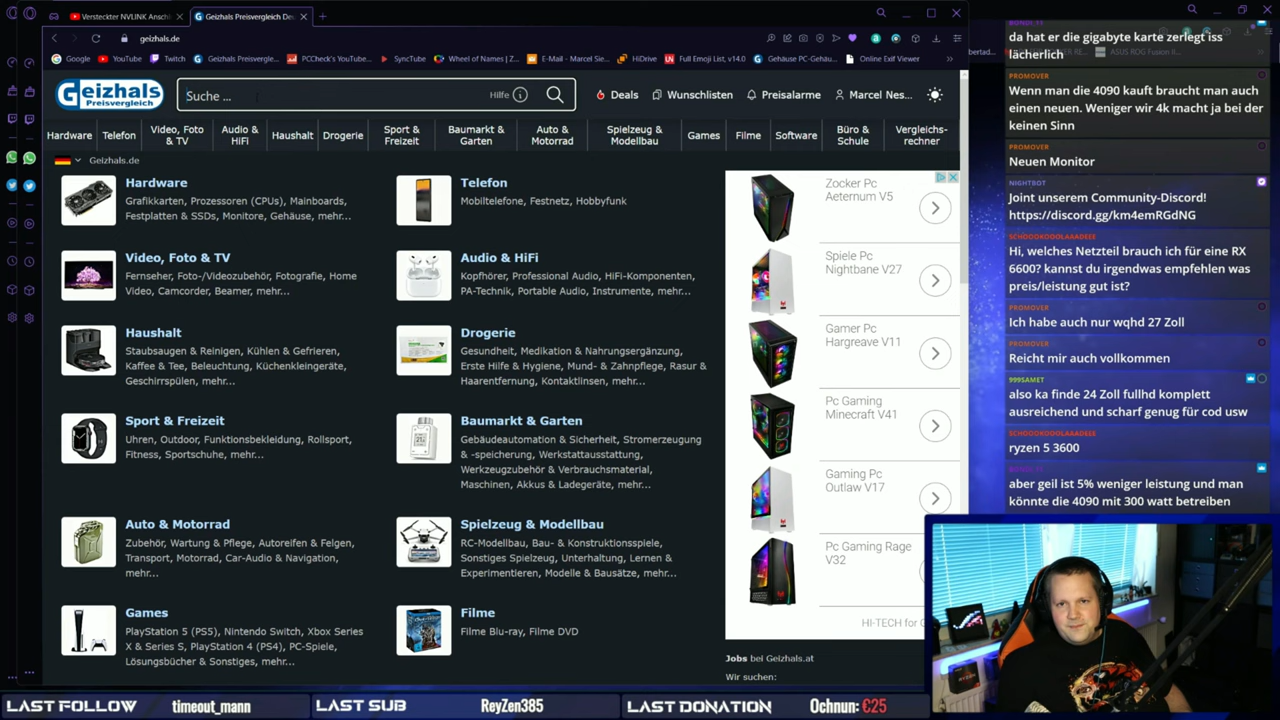 Versteckter NVLINK Anschl
Geizhals Preisvergleich De
geizhals.de
Google
YouTube
Twitch
Geizhals Preisvergle...
PCCheck's YouTube...
SyncTube
Wheel of Names | Z...
E-Mail - Marcel Sie...
HiDrive
Full Emoji List, v14.0
Gehäuse PC-Gehäu...
Online Exif Viewer
Geizhals
Preisvergleich
Suche ...
Hilfe
Deals
Wunschlisten
Preisalarme
Marcel Nes...
Hardware
Telefon
Video, Foto & TV
Audio & HiFi
Haushalt
Drogerie
Sport & Freizeit
Baumarkt & Garten
Auto & Motorrad
Spielzeug & Modellbau
Games
Filme
Software
Büro & Schule
Vergleichs-rechner
Geizhals.de
Hardware
Grafikkarten, Prozessoren (CPUs), Mainboards,
Festplatten & SSDs, Monitore, Gehäuse, mehr...
Telefon
Mobiltelefone, Festnetz, Hobbyfunk
Video, Foto & TV
Fernseher, Foto-/Videozubehör, Fotografie, Home
Video, Camcorder, Beamer, mehr...
Audio & HiFi
Kopfhörer, Professional Audio, HiFi-Komponenten,
PA-Technik, Portable Audio, Instrumente, mehr...
Haushalt
Staubsaugen & Reinigen, Kühlen & Gefrieren,
Kaffee & Tee, Beleuchtung, Küchenkleingeräte,
Geschirrspülen, mehr...
Drogerie
Gesundheit, Medikation & Nahrungsergänzung,
Erste Hilfe & Hygiene, Mund- & Zahnpflege, Rasur &
Haarentfernung, Kontaktlinsen, mehr...
Sport & Freizeit
Uhren, Outdoor, Funktionsbekleidung, Rollsport,
Fitness, Sportschuhe, mehr...
Baumarkt & Garten
Gebäudeautomation & Sicherheit, Stromerzeugung
& -speicherung, Werkstattausstattung,
Werkzeugzubehör & Verbrauchsmaterial,
Maschinen, Akkus & Ladegeräte, mehr...
Auto & Motorrad
Zubehör, Wartung & Pflege, Autoreifen & Felgen,
Transport, Motorrad, Car-Audio & Navigation,
mehr...
Spielzeug & Modellbau
RC-Modellbau, Bau- & Konstruktionsspiele,
Sonstiges Spielzeug, Unterhaltung, Lernen &
Experimentieren, Modelle & Bausätze, mehr...
Games
PlayStation 5 (PS5), Nintendo Switch, Xbox Series
X & Series S, PlayStation 4 (PS4), PC-Spiele,
Lösungsbücher & Sonstiges, mehr...
Filme
Filme Blu-ray, Filme DVD
Zocker Pc
Aeternum V5
Spiele Pc
Nightbane V27
Gamer Pc
Hargreave V11
Pc Gaming
Minecraft V41
Gaming Pc
Outlaw V17
Pc Gaming Rage
V32
HI-TECH for G
Jobs bei Geizhals.at
Wir suchen:
ASUS ROG Fusion II
da hat er die gigabyte karte zerlegt iss
lächerlich
PROMOVER
Wenn man die 4090 kauft braucht man auch
einen neuen. Weniger wir 4k macht ja bei der
keinen Sinn
PROMOVER
Neuen Monitor
NIGHTBOT
Joint unserem Community-Discord!
https://discord.gg/km4emRGdNG
SCHOOOKOOOLAAADEEE
Hi, welches Netzteil brauch ich für eine RX
6600? kannst du irgendwas empfehlen was
preis/leistung gut ist?
PROMOVER
Ich habe auch nur wqhd 27 Zoll
PROMOVER
Reicht mir auch vollkommen
999SAMET
also ka finde 24 Zoll fullhd komplett
ausreichend und scharf genug für cod usw
SCHOOOKOOOLAAADEEE
ryzen 5 3600
aber geil ist 5% weniger leistung und man
könnte die 4090 mit 300 watt betreiben
LAST FOLLOW timeout_mann
LAST SUB ReyZen385
LAST DONATION Ochnun: €25